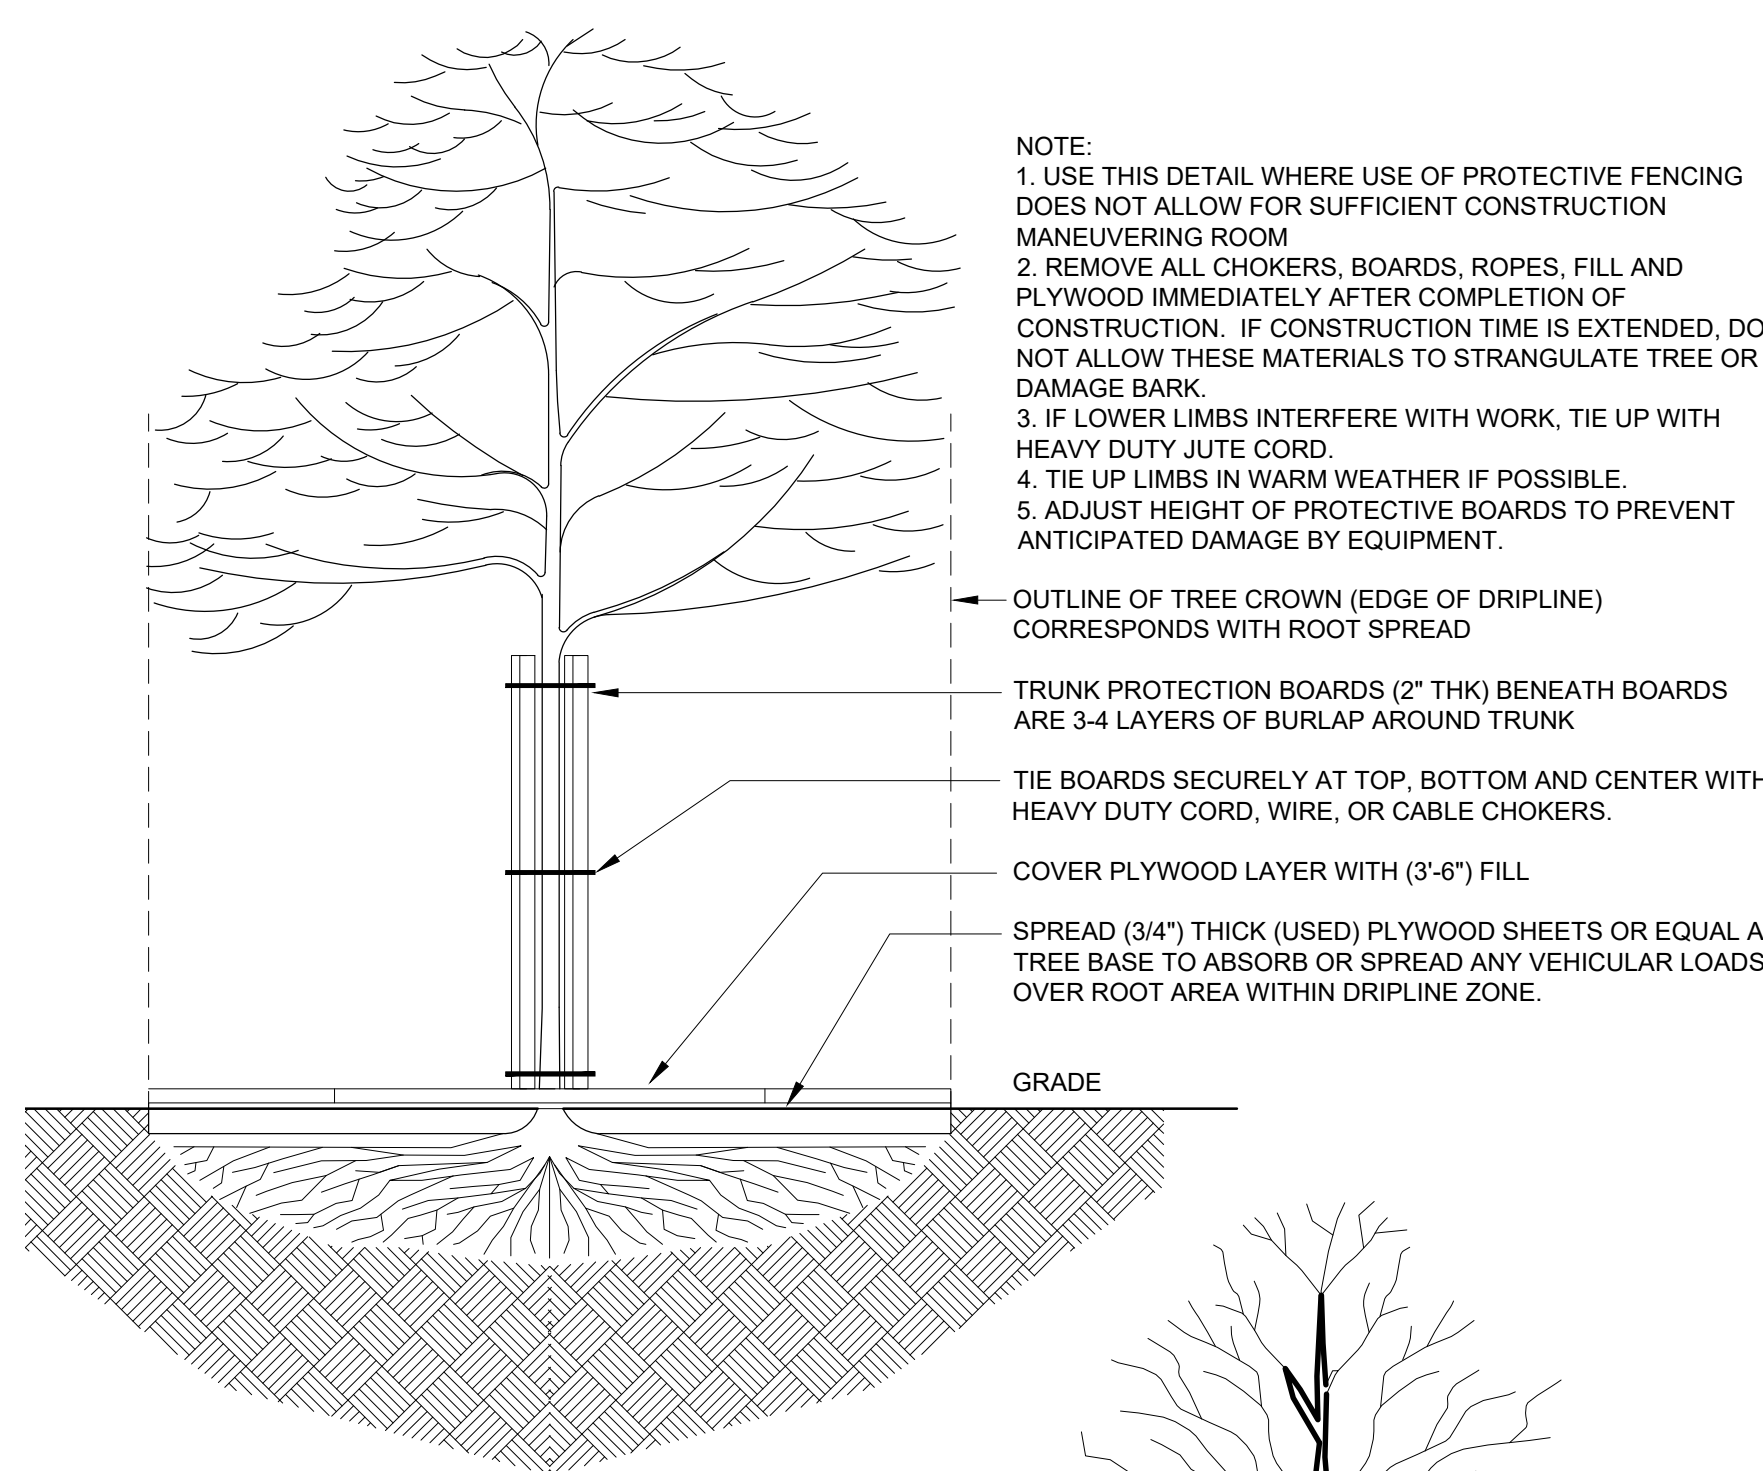 NOTE:
1. USE THIS DETAIL WHERE USE OF PROTECTIVE FENCING
DOES NOT ALLOW FOR SUFFICIENT CONSTRUCTION
MANEUVERING ROOM
2. REMOVE ALL CHOKERS, BOARDS, ROPES, FILL AND
PLYWOOD IMMEDIATELY AFTER COMPLETION OF
CONSTRUCTION.  IF CONSTRUCTION TIME IS EXTENDED, DO
NOT ALLOW THESE MATERIALS TO STRANGULATE TREE OR
DAMAGE BARK.
3. IF LOWER LIMBS INTERFERE WITH WORK, TIE UP WITH
HEAVY DUTY JUTE CORD.
4. TIE UP LIMBS IN WARM WEATHER IF POSSIBLE.
5. ADJUST HEIGHT OF PROTECTIVE BOARDS TO PREVENT
ANTICIPATED DAMAGE BY EQUIPMENT.
OUTLINE OF TREE CROWN (EDGE OF DRIPLINE)
CORRESPONDS WITH ROOT SPREAD
TRUNK PROTECTION BOARDS (2" THK) BENEATH BOARDS
ARE 3-4 LAYERS OF BURLAP AROUND TRUNK
TIE BOARDS SECURELY AT TOP, BOTTOM AND CENTER WITH
HEAVY DUTY CORD, WIRE, OR CABLE CHOKERS.
COVER PLYWOOD LAYER WITH (3'-6") FILL
SPREAD (3/4") THICK (USED) PLYWOOD SHEETS OR EQUAL
TREE BASE TO ABSORB OR SPREAD ANY VEHICULAR LOADS
OVER ROOT AREA WITHIN DRIPLINE ZONE.
GRADE